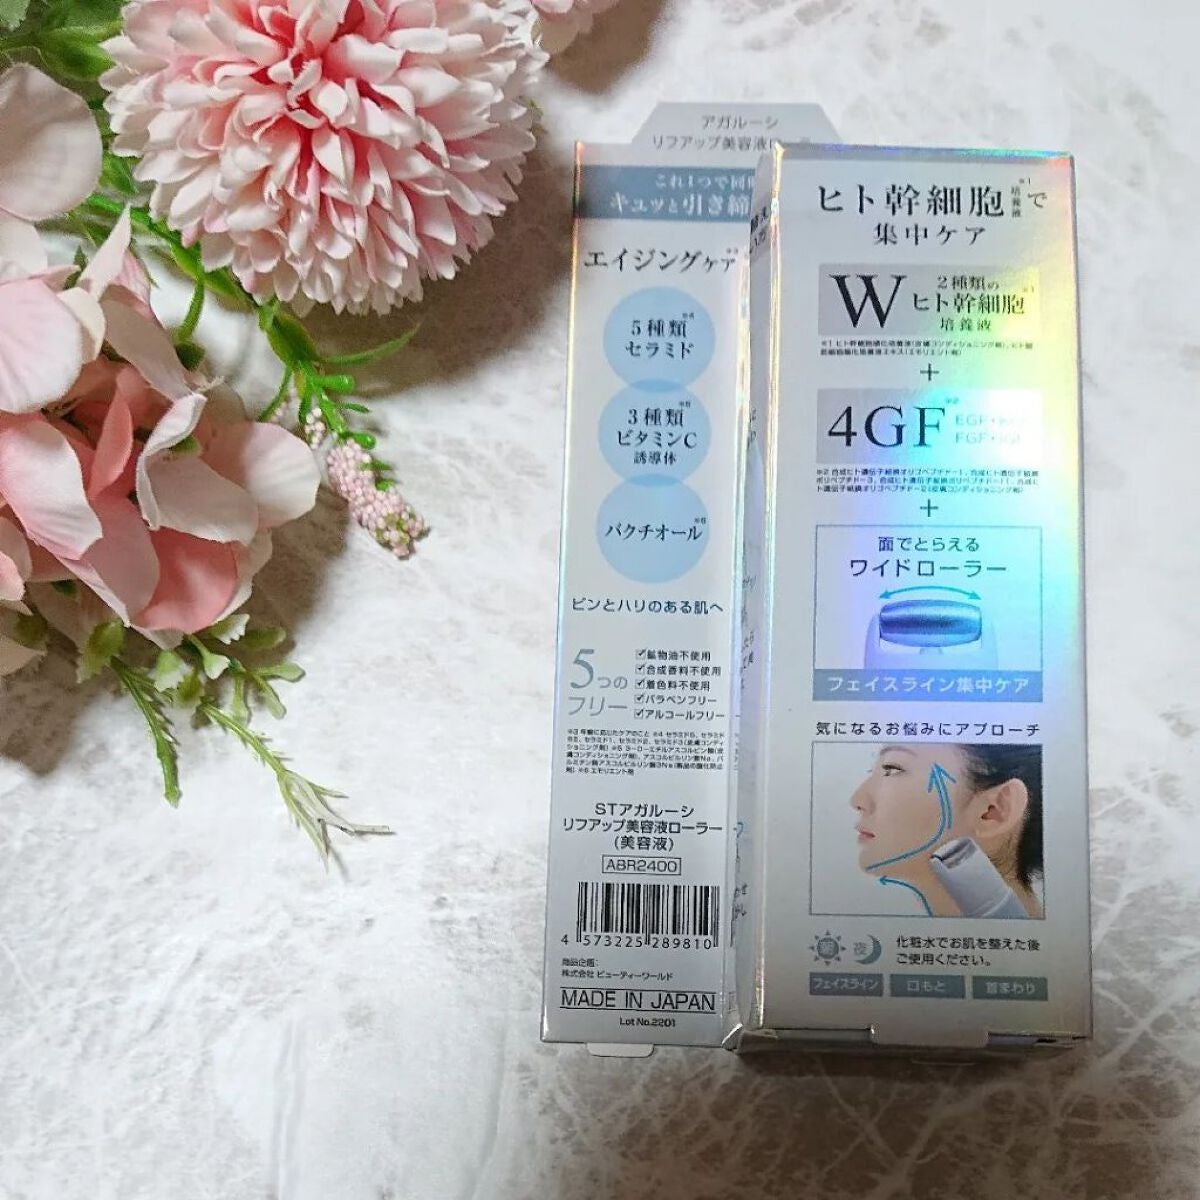 アガルーシ
リフアップ美容液ロー
これ1つで同時
キュッと引き締
エイジングケア※3
5種類※4
セラミド
3種類※5
ビタミンC
誘導体
バクチオール※6
ピンとハリのある肌へ
5つの
フリー
鉱物油不使用
合成香料不使用
着色料不使用
パラベンフリー
アルコールフリー
STアガルーシ
リフアップ美容液ローラー
(美容液)
ABR2400
4 573225 289810
商品企画:
株式会社 ビューティーワールド
MADE IN JAPAN
Lot No.2201
ヒト幹細胞培養液※1で
集中ケア
W 2種類の
ヒト幹細胞※1
培養液
+
4GF※2
+
面でとらえる
ワイドローラー
フェイスライン集中ケア
気になるお悩みにアプローチ
朝 夜
化粧水でお肌を整えた後
ご使用ください。
フェイスライン 口もと 首まわり